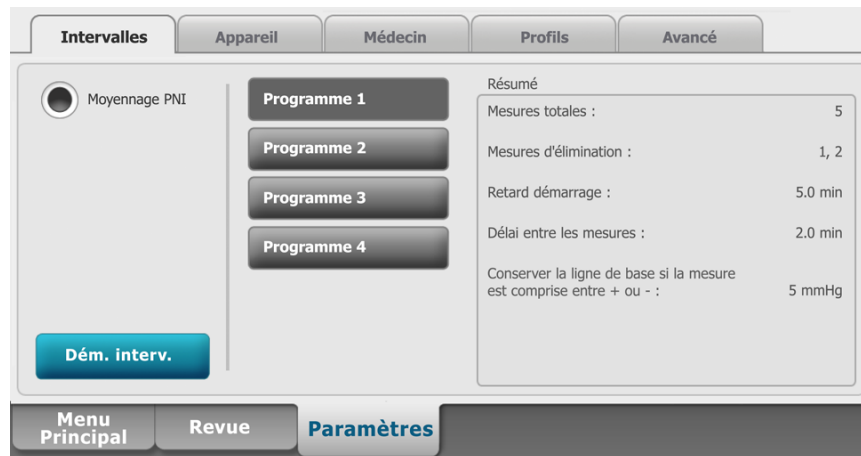 Intervalles
Appareil
Médecin
Profils
Avancé
Moyennage PNI
Programme 1
Programme 2
Programme 3
Programme 4
Dém. interv.
Résumé
Mesures totales : 5
Mesures d'élimination : 1, 2
Retard démarrage : 5.0 min
Délai entre les mesures : 2.0 min
Conserver la ligne de base si la mesure
est comprise entre + ou - : 5 mmHg
Menu
Principal
Revue
Paramètres